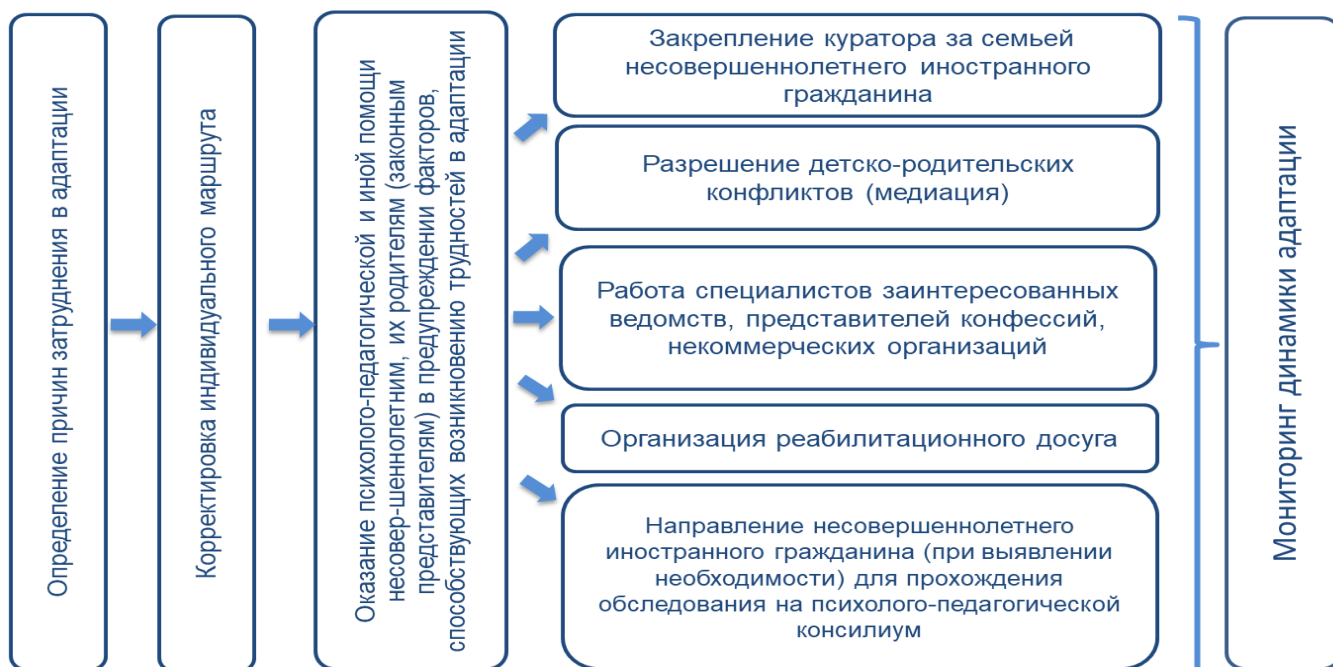 Определение причин затруднения в адаптации
Корректировка индивидуального маршрута
Оказание психолого-педагогической и иной помощи
несовер-шеннолетним, их родителям (законным
представителям) в предупреждении факторов,
способствующих возникновению трудностей в адаптации
Закрепление куратора за семьей
несовершеннолетнего иностранного
гражданина
Разрешение детско-родительских
конфликтов (медиация)
Работа специалистов заинтересованных
ведомств, представителей конфессий,
некоммерческих организаций
Организация реабилитационного досуга
Направление несовершеннолетнего
иностранного гражданина (при выявлении
необходимости) для прохождения
обследования на психолого-педагогической
консилиум
Мониторинг динамики адаптации